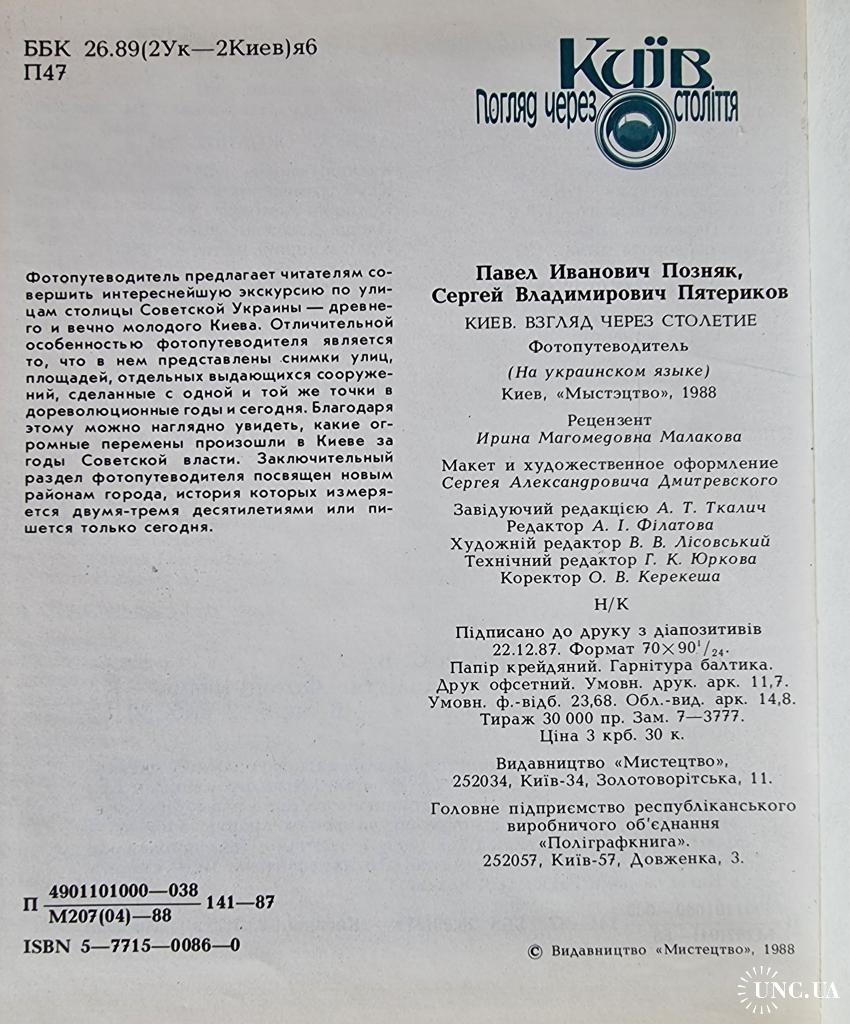 ББК 26.89(2Ук—2Киев)я6
П47
Київ
погляд через століття
Фотопутеводитель предлагает читателям со-
вершить интереснейшую экскурсию по ули-
цам столицы Советской Украины — древне-
го и вечно молодого Киева. Отличительной
особенностью фотопутеводителя является
то, что в нем представлены снимки улиц,
площадей, отдельных выдающихся сооруже-
ний, сделанные с одной и той же точки в
дореволюционные годы и сегодня. Благодаря
этому можно наглядно увидеть, какие ог-
ромные перемены произошли в Киеве за
годы Советской власти. Заключительный
раздел фотопутеводителя посвящен новым
районам города, история которых измеря-
ется двумя-тремя десятилетиями или пи-
шется только сегодня.
Павел Иванович Позняк,
Сергей Владимирович Пятериков
КИЕВ. ВЗГЛЯД ЧЕРЕЗ СТОЛЕТИЕ
Фотопутеводитель
(На украинском языке)
Киев, «Мыстэцтво», 1988
Рецензент
Ирина Магомедовна Малакова
Макет и художественное оформление
Сергея Александровича Дмитревского
Завідуючий редакцією А. Т. Ткалич
Редактор А. І. Філатова
Художній редактор В. В. Лісовський
Технічний редактор Г. К. Юркова
Коректор О. В. Керекеша
Н/К
Підписано до друку з діапозитивів
22.12.87. Формат 70×90¹/₂₄.
Папір крейдяний. Гарнітура балтика.
Друк офсетний. Умовн. друк. арк. 11,7.
Умовн. ф.-відб. 23,68. Обл.-вид. арк. 14,8.
Тираж 30 000 пр. Зам. 7—3777.
Ціна 3 крб. 30 к.
Видавництво «Мистецтво»,
252034, Київ-34, Золотоворітська, 11.
Головне підприємство республіканського
виробничого об'єднання
«Поліграфкнига».
252057, Київ-57, Довженка, 3.
П 4901101000—038 141—87
М207(04)—88
ISBN 5—7715—0086—0
© Видавництво «Мистецтво», 1988
UNC.UA